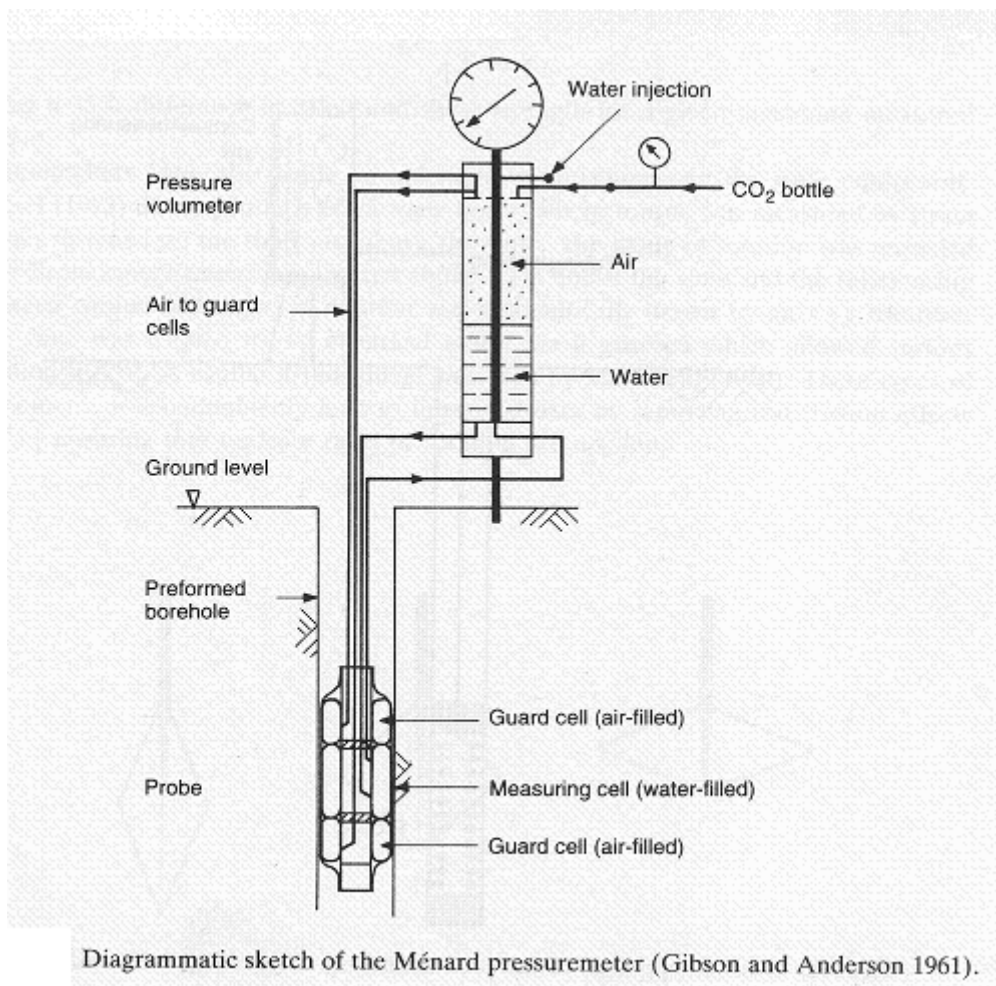 Water injection
Pressure
volumeter
CO2 bottle
Air
Air to guard
cells
Water
Ground level
Preformed
borehole
Guard cell (air-filled)
Probe
Measuring cell (water-filled)
Guard cell (air-filled)
Diagrammatic sketch of the Ménard pressuremeter (Gibson and Anderson 1961).